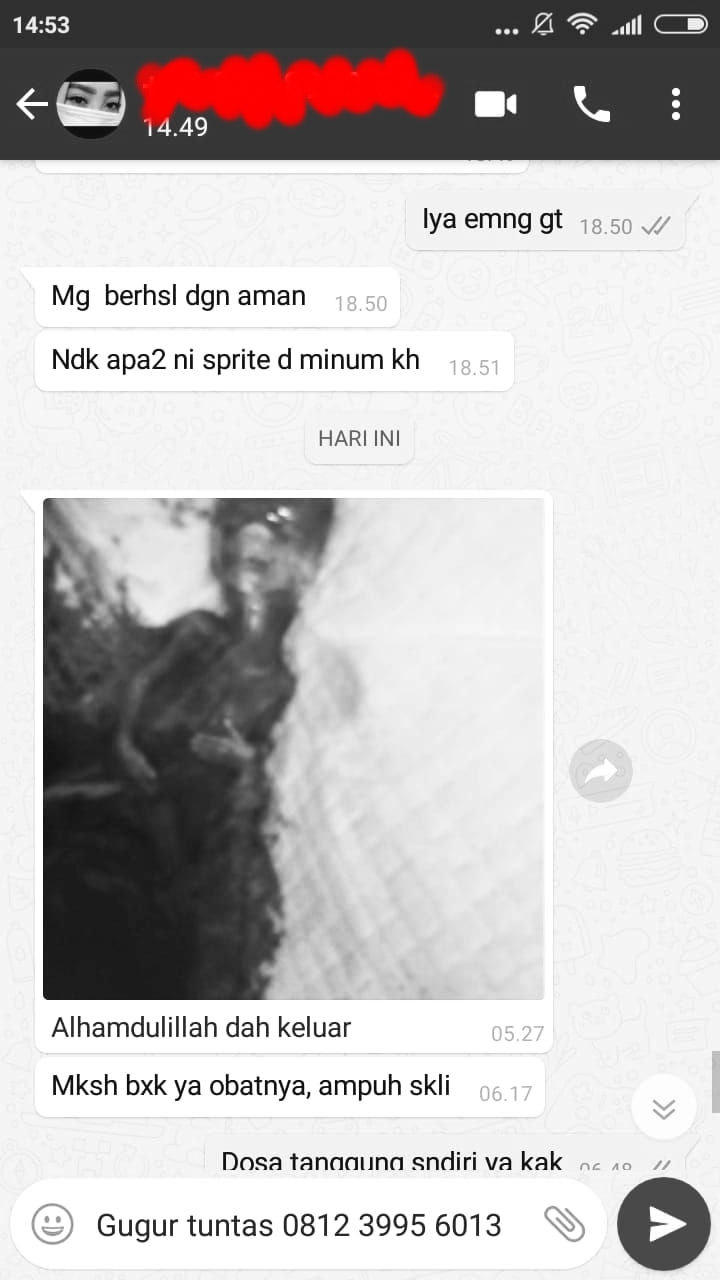 14:53
14.49
Iya emng gt 18.50
Mg berhsl dgn aman 18.50
Ndk apa2 ni sprite d minum kh 18.51
HARI INI
Alhamdulillah dah keluar 05.27
Mksh bxk ya obatnya, ampuh skli 06.17
Dosa tanggung sndiri ya kak 06.48
Gugur tuntas 0812 3995 6013